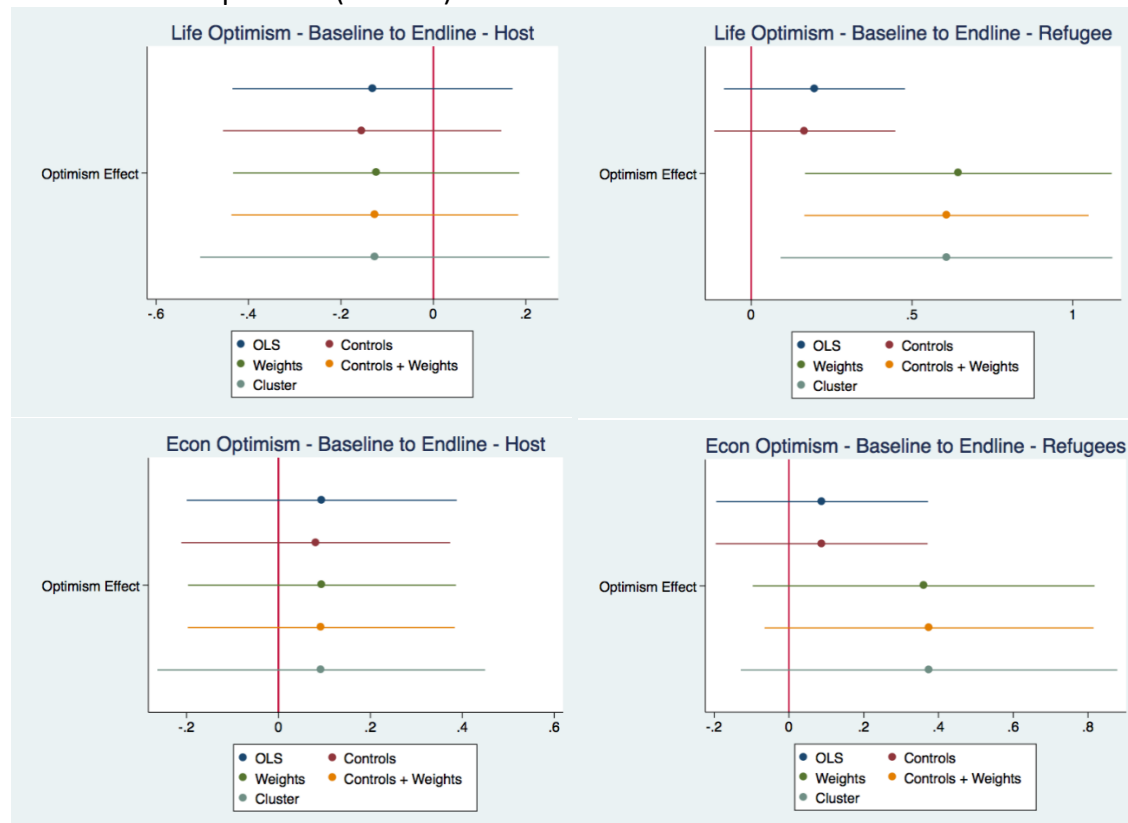 Life Optimism - Baseline to Endline - Host
Optimism Effect
-.6 -.4 -.2 0 .2
OLS Controls
Weights Controls + Weights
Cluster
Life Optimism - Baseline to Endline - Refugee
Optimism Effect
0 .5 1
OLS Controls
Weights Controls + Weights
Cluster
Econ Optimism - Baseline to Endline - Host
Optimism Effect
-.2 0 .2 .4 .6
OLS Controls
Weights Controls + Weights
Cluster
Econ Optimism - Baseline to Endline - Refugees
Optimism Effect
-.2 0 .2 .4 .6 .8
OLS Controls
Weights Controls + Weights
Cluster